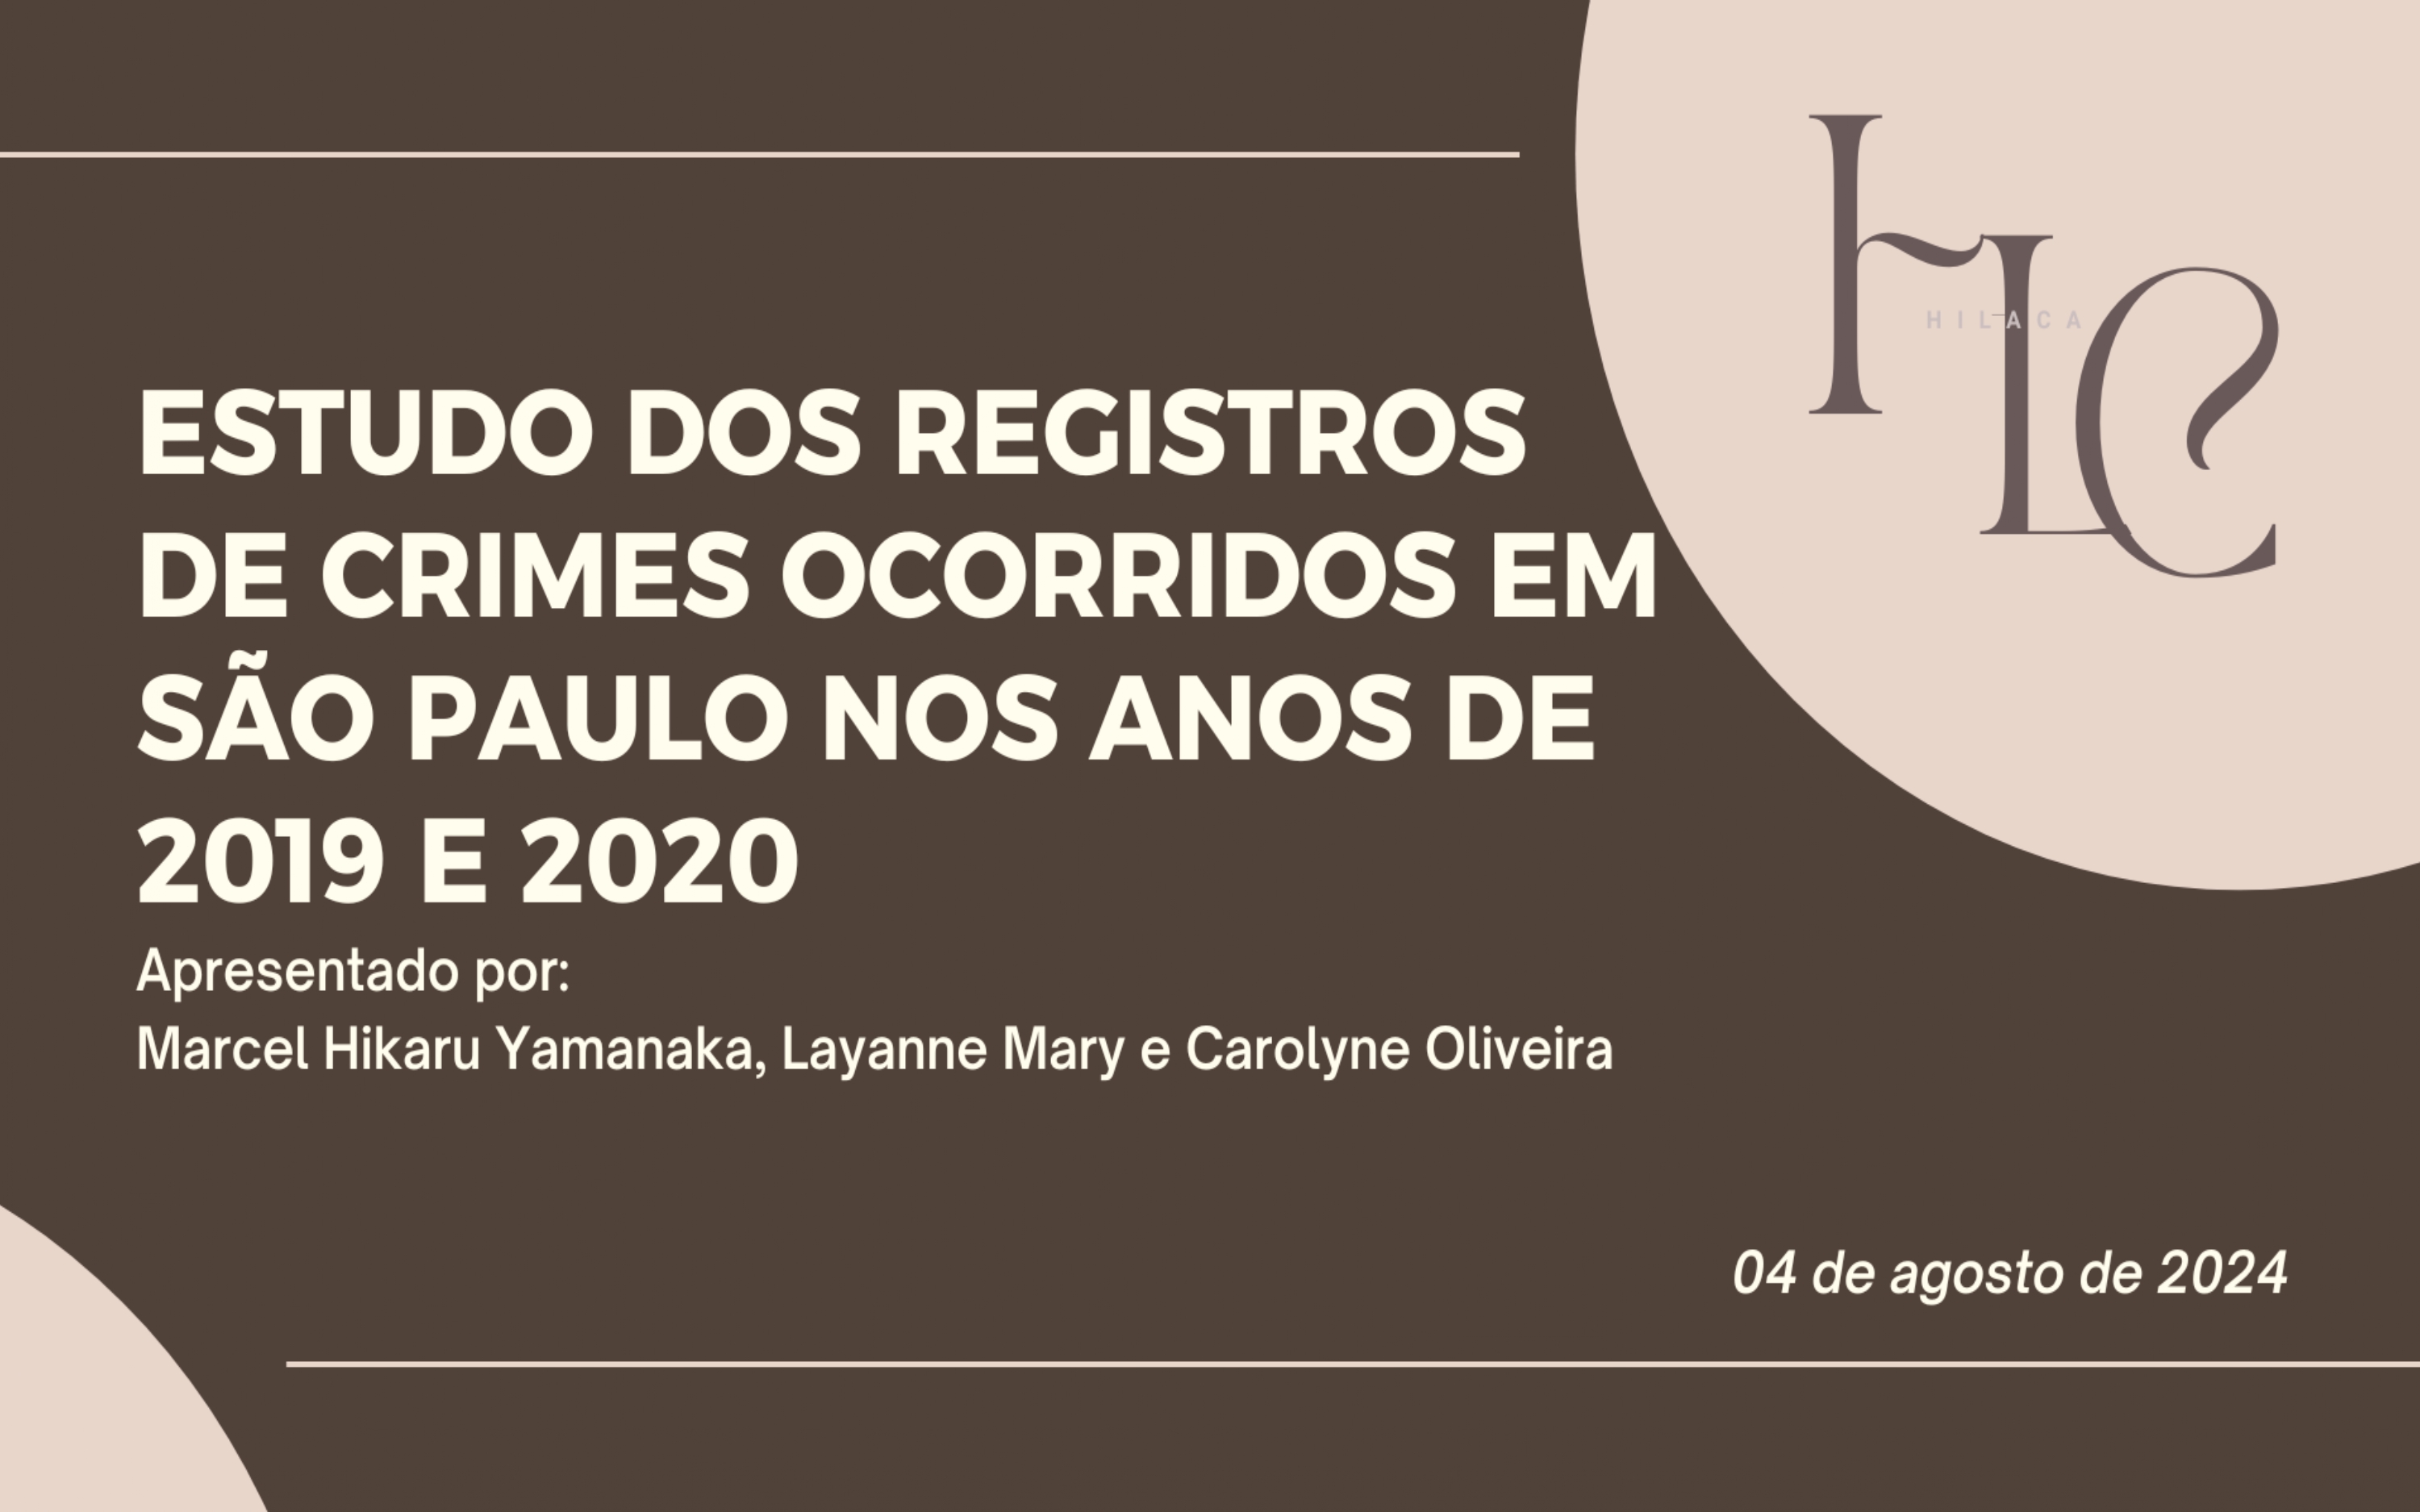 HLC
HILACA
ESTUDO DOS REGISTROS
DE CRIMES OCORRIDOS EM
SÃO PAULO NOS ANOS DE
2019 E 2020
Apresentado por:
Marcel Hikaru Yamanaka, Layanne Mary e Carolyne Oliveira
04 de agosto de 2024